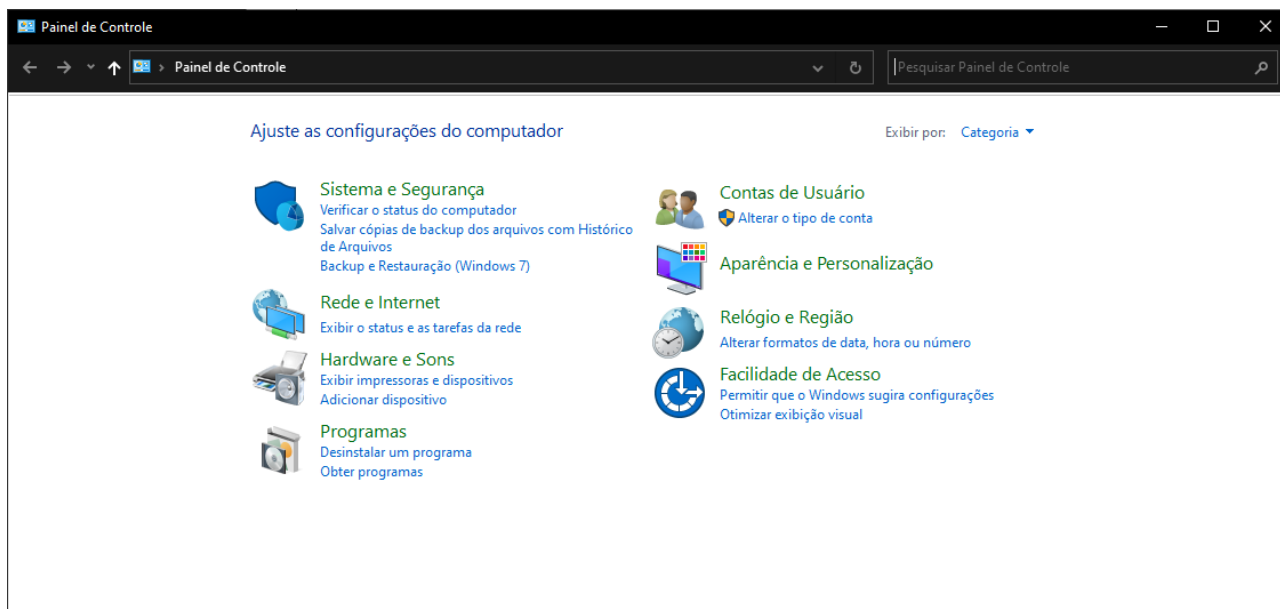 Painel de Controle
Painel de Controle
Pesquisar Painel de Controle
Ajuste as configurações do computador
Exibir por: Categoria
Sistema e Segurança
Verificar o status do computador
Salvar cópias de backup dos arquivos com Histórico
de Arquivos
Backup e Restauração (Windows 7)
Rede e Internet
Exibir o status e as tarefas da rede
Hardware e Sons
Exibir impressoras e dispositivos
Adicionar dispositivo
Programas
Desinstalar um programa
Obter programas
Contas de Usuário
Alterar o tipo de conta
Aparência e Personalização
Relógio e Região
Alterar formatos de data, hora ou número
Facilidade de Acesso
Permitir que o Windows sugira configurações
Otimizar exibição visual